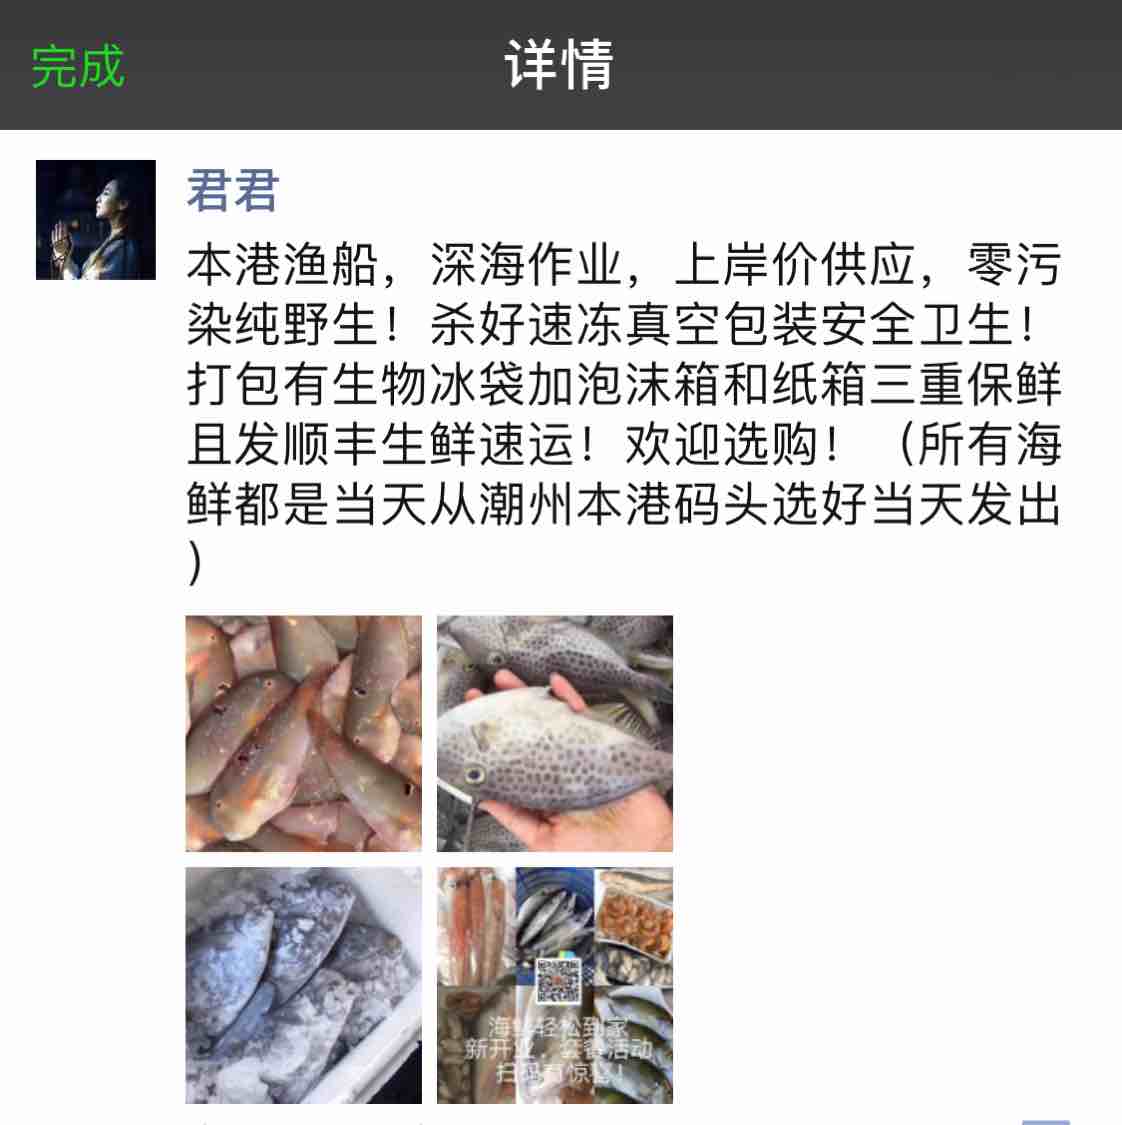 完成
详情
君君
本港渔船，深海作业，上岸价供应，零污
染纯野生！杀好速冻真空包装安全卫生！
打包有生物冰袋加泡沫箱和纸箱三重保鲜
且发顺丰生鲜速运！欢迎选购！（所有海
鲜都是当天从潮州本港码头选好当天发出
）
海鲜轻松到家
新开业，套餐活动
扫码有惊喜！